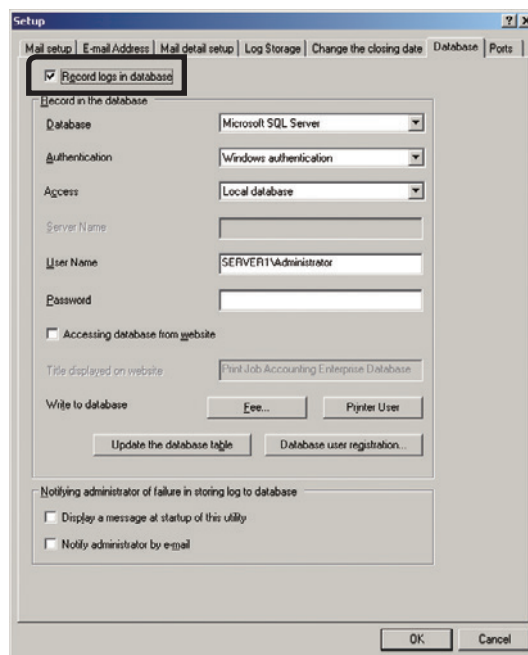 Setup
Mail setup E-mail Address Mail detail setup Log Storage Change the closing date Database Ports
Record logs in database
Record in the database
Database Microsoft SQL Server
Authentication Windows authentication
Access Local database
Server Name
User Name SERVER1\Administrator
Password
Accessing database from website
Title displayed on website Print Job Accounting Enterprise Database
Write to database Fee... Printer User
Update the database table Database user registration...
Notifying administrator of failure in storing log to database
Display a message at startup of this utility
Notify administrator by e-mail
OK Cancel